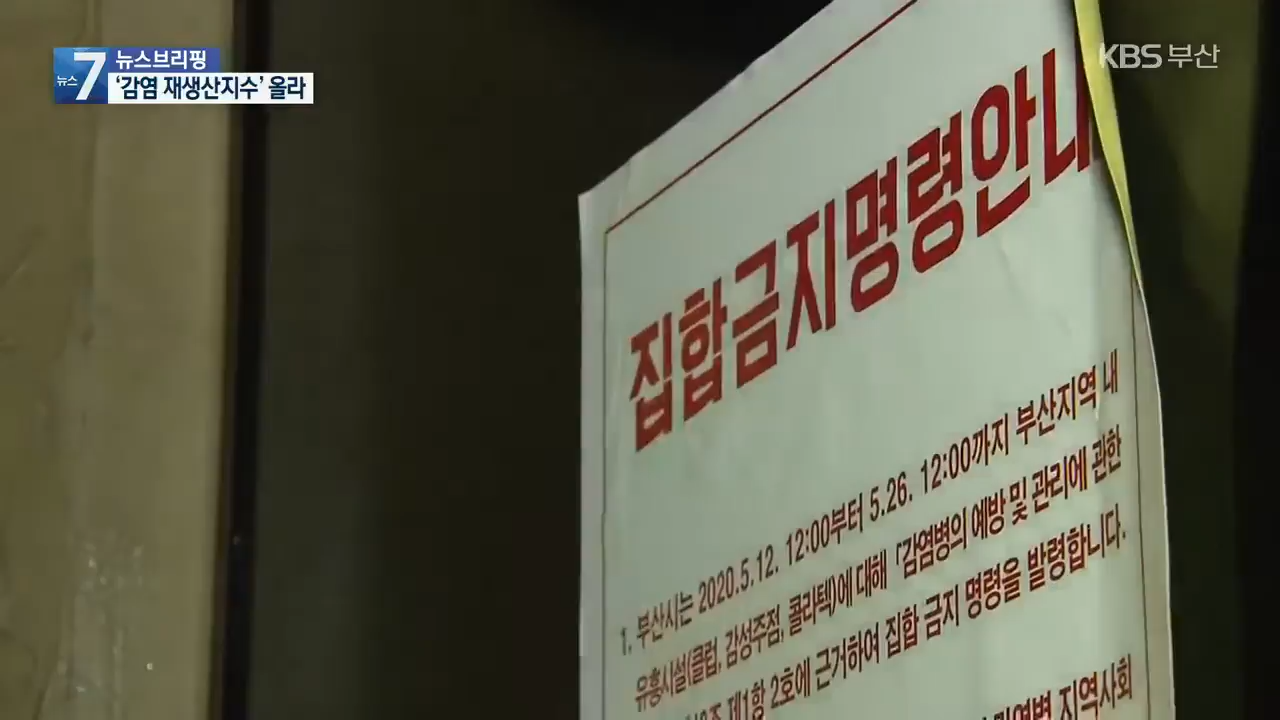 뉴스브리핑
뉴스 7
‘감염 재생산지수’ 올라
KBS 부산
집합금지명령안내
1. 부산시는 2020.5.12. 12:00부터 5.26. 12:00까지 부산지역 내
유흥시설(클럽, 감성주점, 콜라텍)에 대해 「감염병의 예방 및 관리에 관한
제1항 2호에 근거하여 집합 금지 명령을 발령합니다.
지역사회